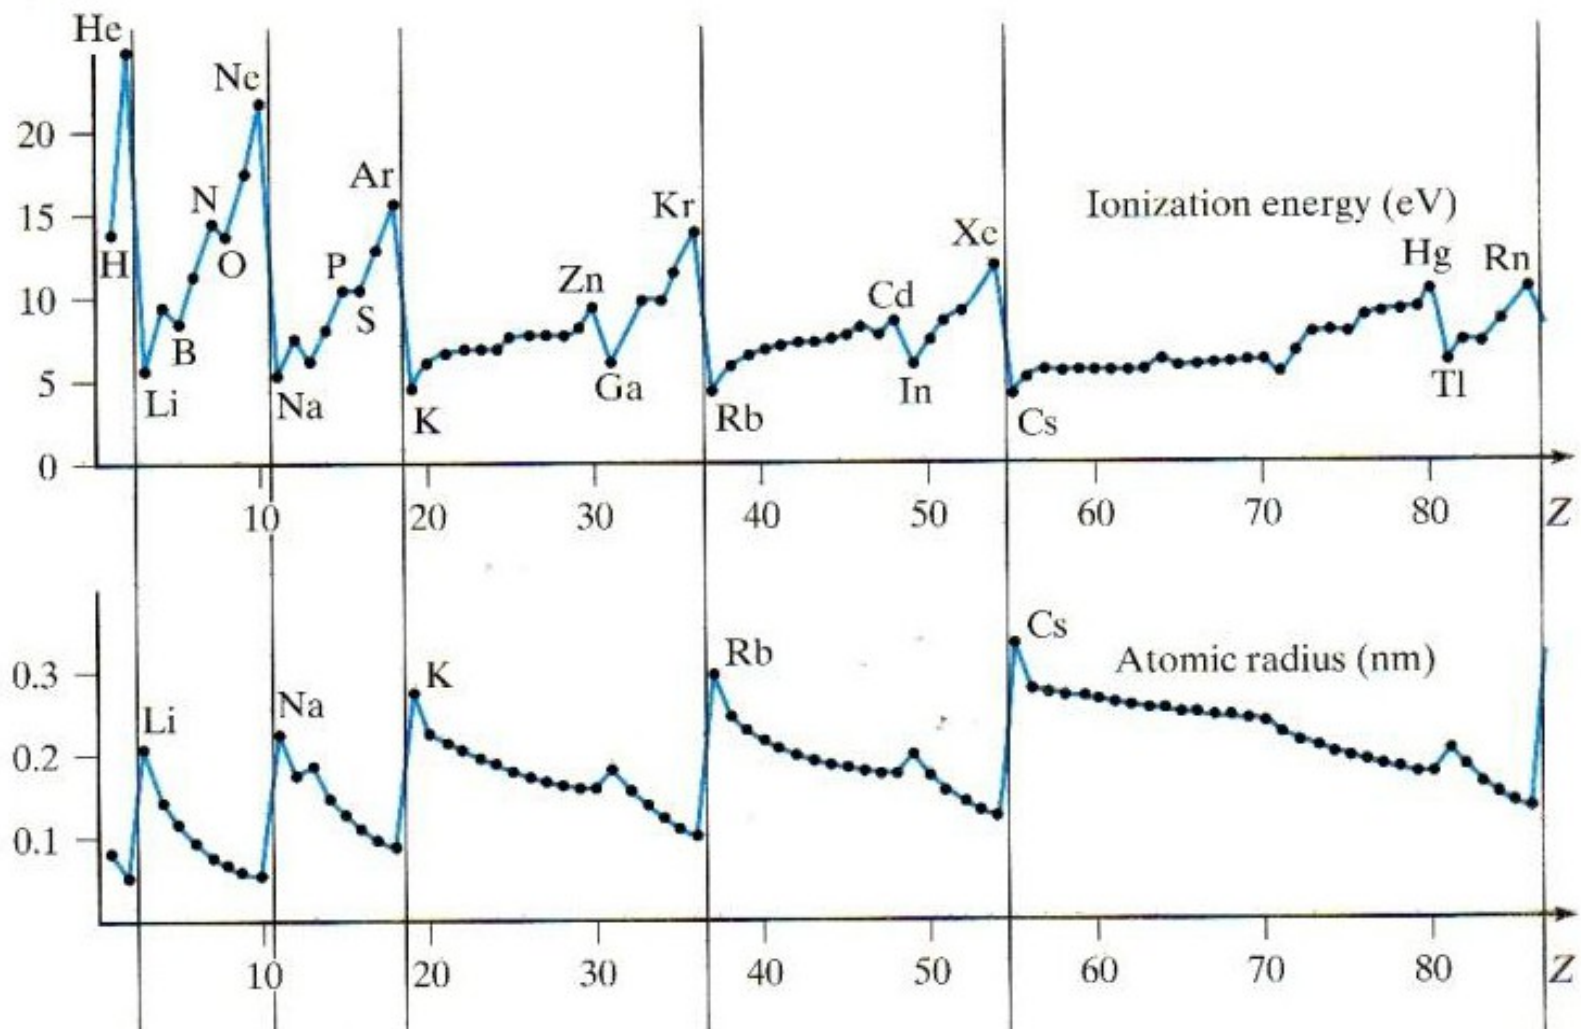 He
Ne
20
Ar
N
Kr
15
Ionization energy (eV)
Xe
Hg
Rn
H
O
P
Zn
10
S
Cd
B
5
Li
Na
Ga
In
Tl
K
Rb
Cs
0
10 20 30 40 50 60 70 80 Z
Cs
Rb
Atomic radius (nm)
0.3
K
Na
Li
0.2
0.1
10 20 30 40 50 60 70 80 Z